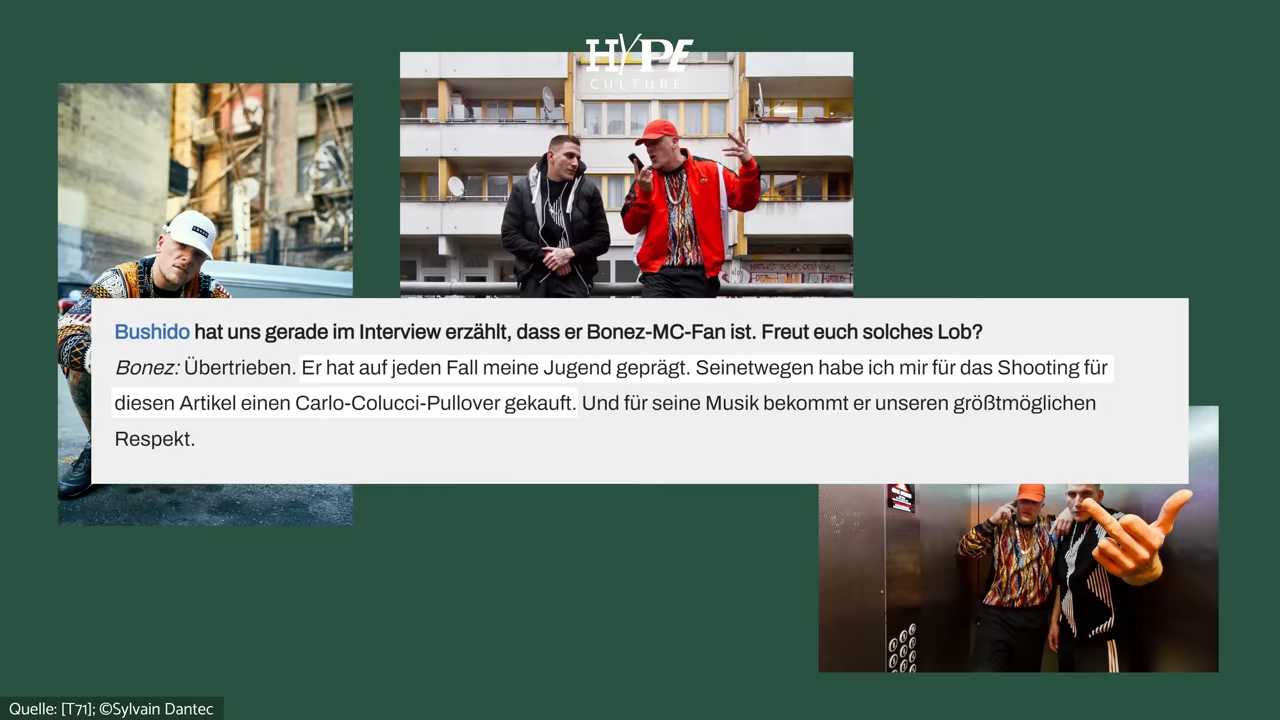 HYPE
CULTURE
Bushido hat uns gerade im Interview erzählt, dass er Bonez-MC-Fan ist. Freut euch solches Lob?
Bonez: Übertrieben. Er hat auf jeden Fall meine Jugend geprägt. Seinetwegen habe ich mir für das Shooting für
diesen Artikel einen Carlo-Colucci-Pullover gekauft. Und für seine Musik bekommt er unseren größtmöglichen
Respekt.
Quelle: [T71]; ©Sylvain Dantec